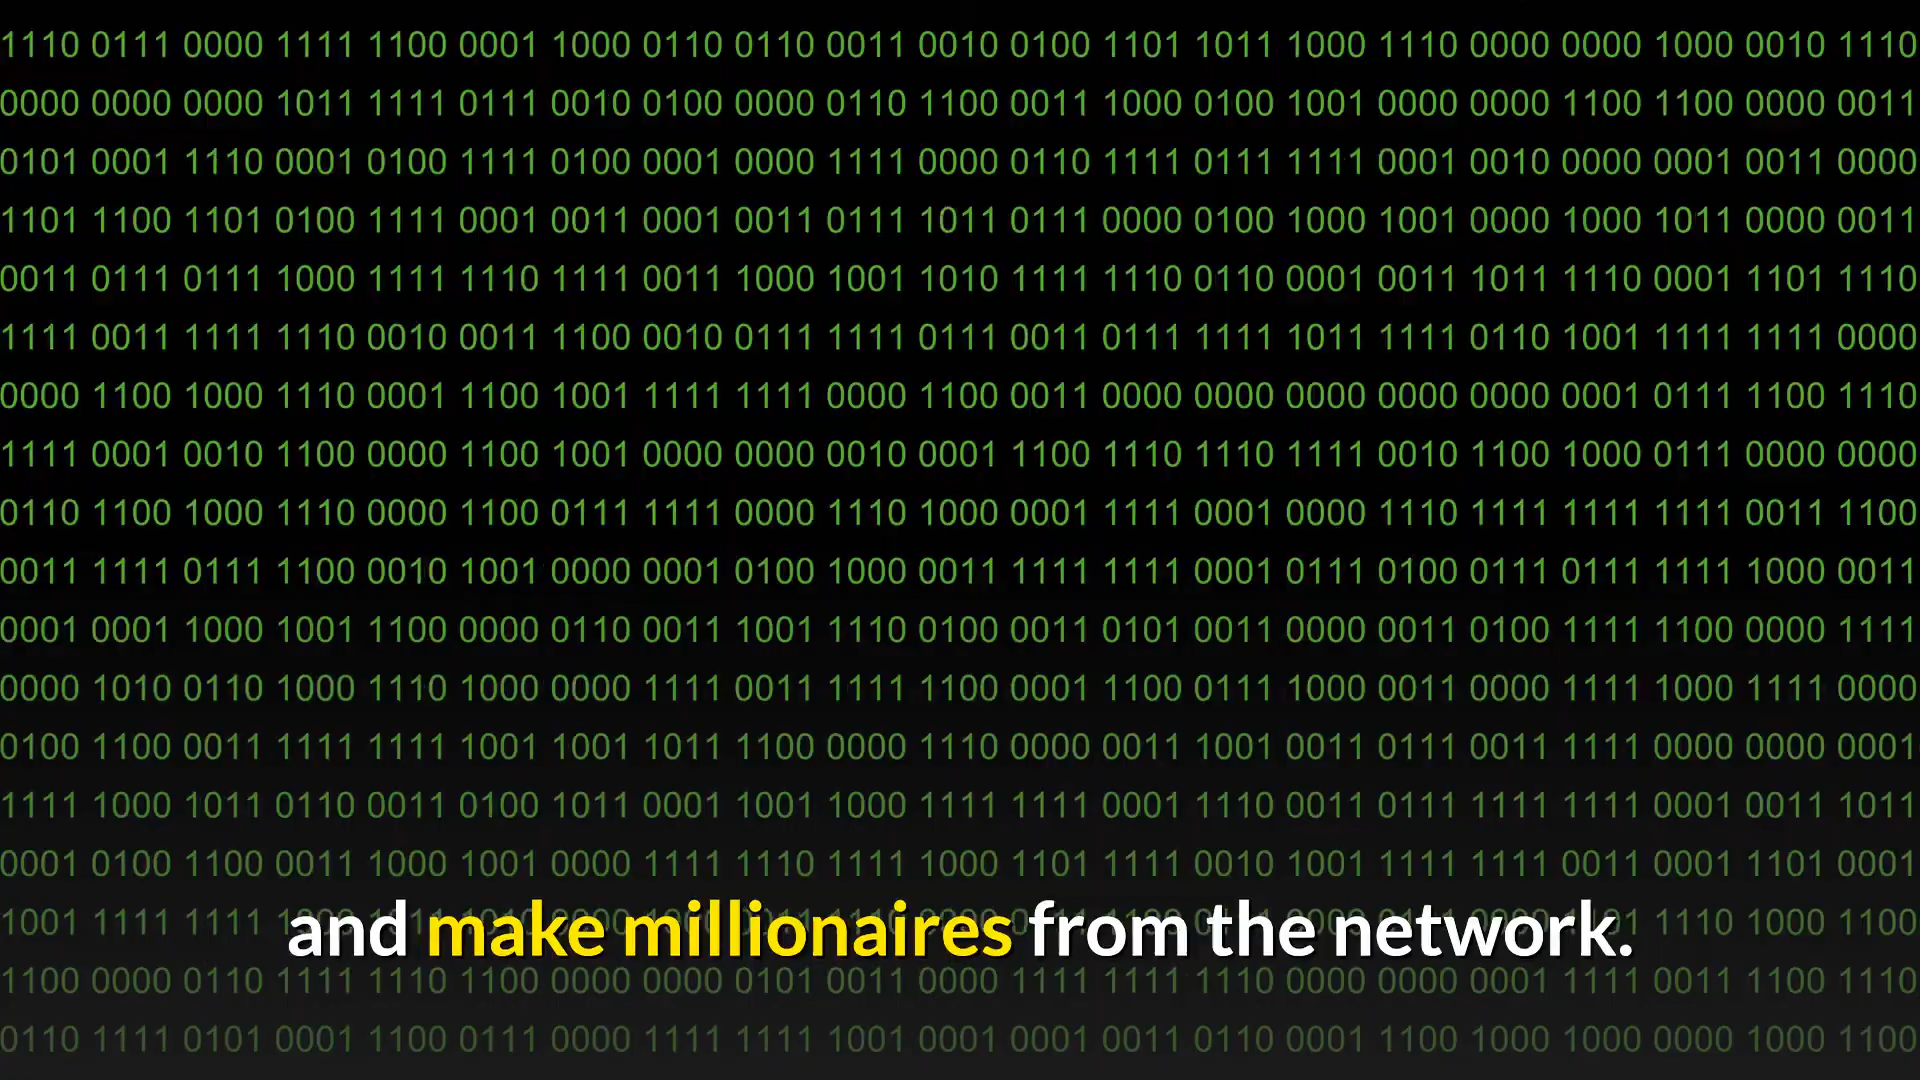 1110 0111 0000 1111 1100 0001 1000 0110 0110 0011 0010 0100 1101 1011 1000 1110 0000 0000 1000 0010 1110
0000 0000 0000 1011 1111 0111 0010 0100 0000 0110 1100 0011 1000 0100 1001 0000 0000 1100 1100 0000 0011
0101 0001 1110 0001 0100 1111 0100 0001 0000 1111 0000 0110 1111 0111 1111 0001 0010 0000 0001 0011 0000
1101 1100 1101 0100 1111 0001 0011 0001 0011 0111 1011 0111 0000 0100 1000 1001 0000 1000 1011 0000 0011
0011 0111 0111 1000 1111 1110 1111 0011 1000 1001 1010 1111 1110 0110 0001 0011 1011 1110 0001 1101 1110
1111 0011 1111 1110 0010 0011 1100 0010 0111 1111 0111 0011 0111 1111 1011 1111 0110 1001 1111 1111 0000
0000 1100 1000 1110 0001 1100 1001 1111 1111 0000 1100 0011 0000 0000 0000 0000 0000 0001 0111 1100 1110
1111 0001 0010 1100 0000 1100 1001 0000 0000 0010 0001 1100 1110 1110 1111 0010 1100 1000 0111 0000 0000
0110 1100 1000 1110 0000 1100 0111 1111 0000 1110 1000 0001 1111 0001 0000 1110 1111 1111 1111 0011 1100
0011 1111 0111 1100 0010 1001 0000 0001 0100 1000 0011 1111 1111 0001 0111 0100 0111 0111 1111 1000 0011
0001 0001 1000 1001 1100 0000 0110 0011 1001 1110 0100 0011 0101 0011 0000 0011 0100 1111 1100 0000 1111
0000 1010 0110 1000 1110 1000 0000 1111 0011 1111 1100 0001 1100 0111 1000 0011 0000 1111 1000 1111 0000
0100 1100 0011 1111 1111 1001 1001 1011 1100 0000 1110 0000 0011 1001 0011 0111 0011 1111 0000 0000 0001
1111 1000 1011 0110 0011 0100 1011 0001 1001 1000 1111 1111 0001 1110 0011 0111 1111 1111 0001 0011 1011
0001 0100 1100 0011 1000 1001 0000 1111 1110 1111 1000 1101 1111 0010 1001 1111 1111 0011 0001 1101 0001
1001 1111 1111 1110 1000 1100
and make millionaires from the network.
1100 0000 0110 1111 1110 1100 0000 0000 0101 0011 0000 1111 1111 1110 0000 0000 0001 1111 0011 1100 1110
0110 1111 0101 0001 1100 0111 0000 1111 1111 1001 0001 0001 0011 0110 0001 1100 1000 1000 0000 1000 1100